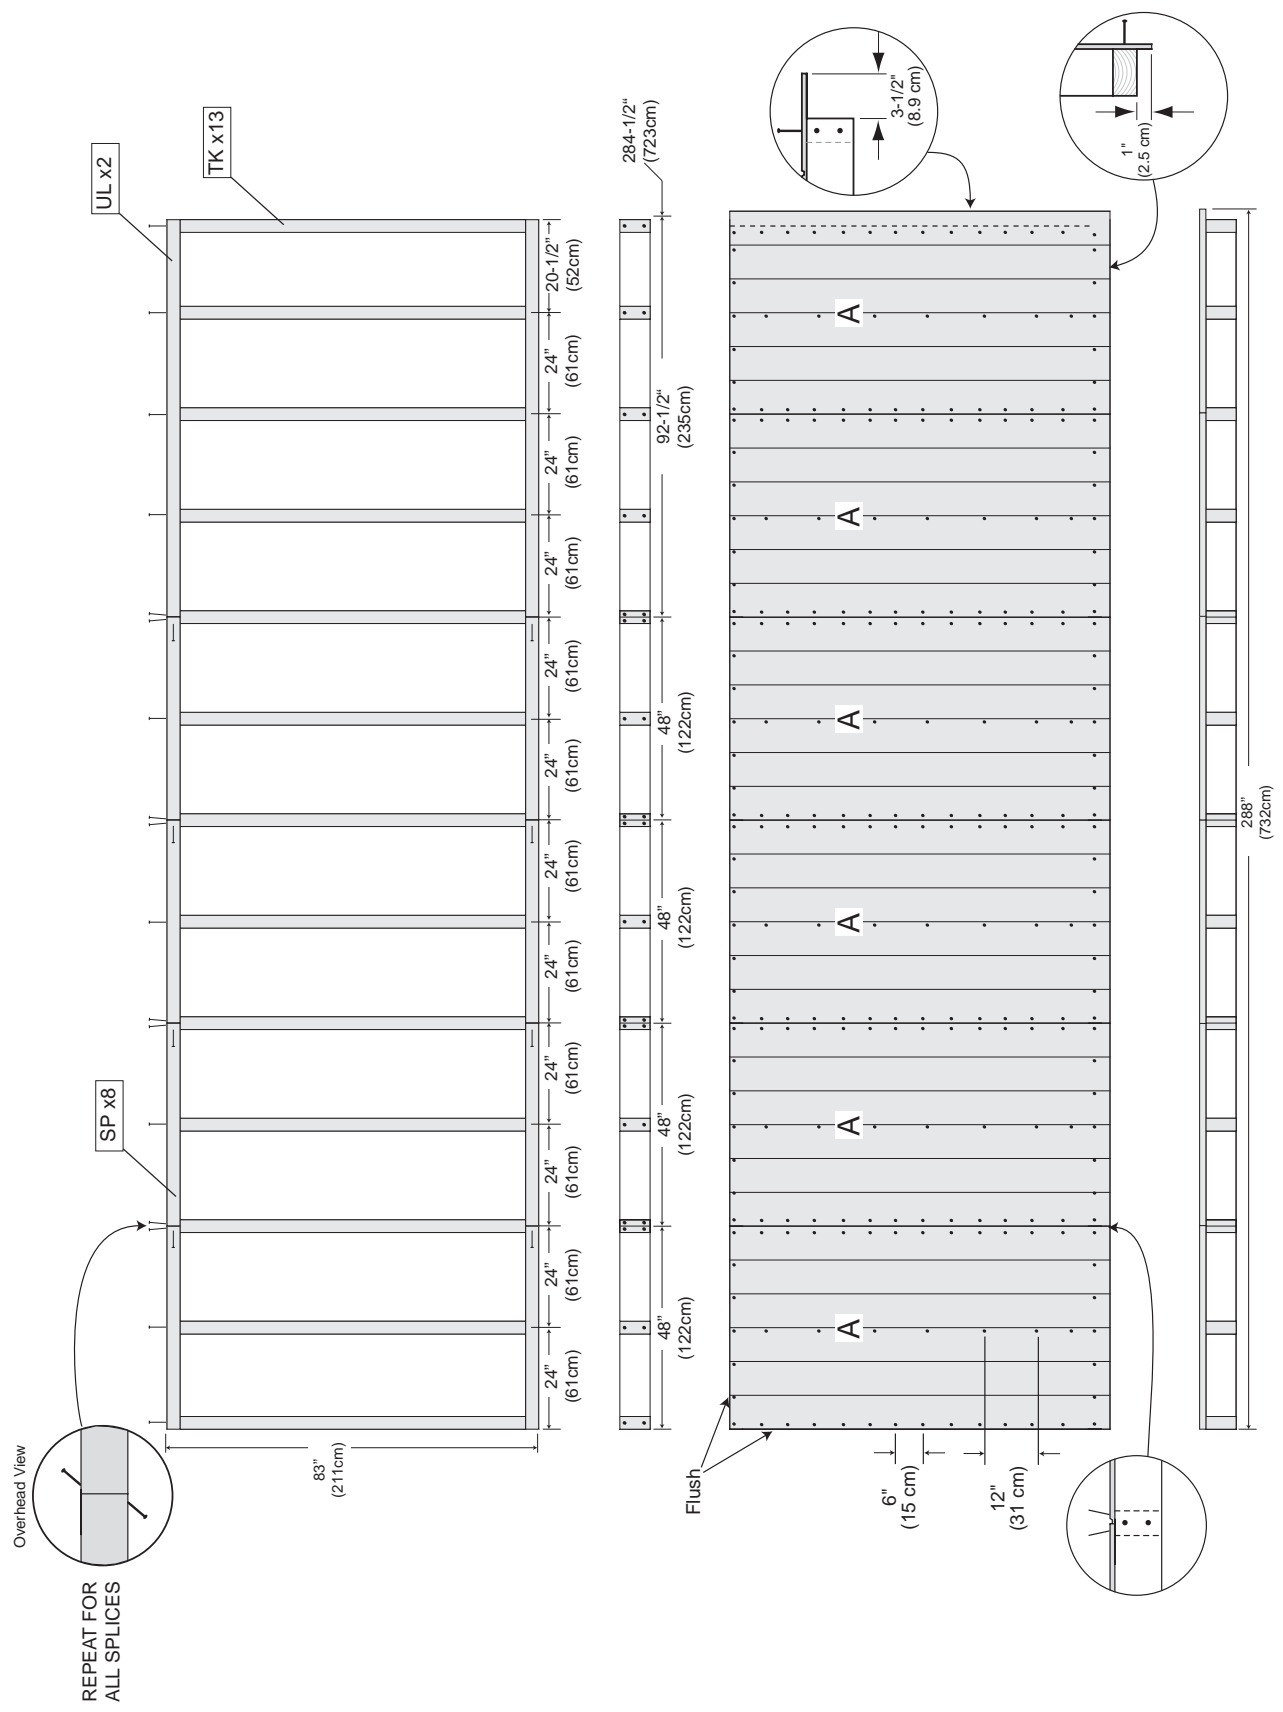 Overhead View
REPEAT FOR
ALL SPLICES
SP x8
UL x2
TK x13
83”
(211cm)
24”
(61cm)
24”
(61cm)
24”
(61cm)
24”
(61cm)
24”
(61cm)
24”
(61cm)
24”
(61cm)
24”
(61cm)
24”
(61cm)
24”
(61cm)
24”
(61cm)
20-1/2”
(52cm)
48”
(122cm)
48”
(122cm)
48”
(122cm)
48”
(122cm)
92-1/2“
(235cm)
284-1/2“
(723cm)
Flush
A
A
A
A
A
A
6"
(15 cm)
12"
(31 cm)
3-1/2"
(8.9 cm)
1"
(2.5 cm)
288”
(732cm)